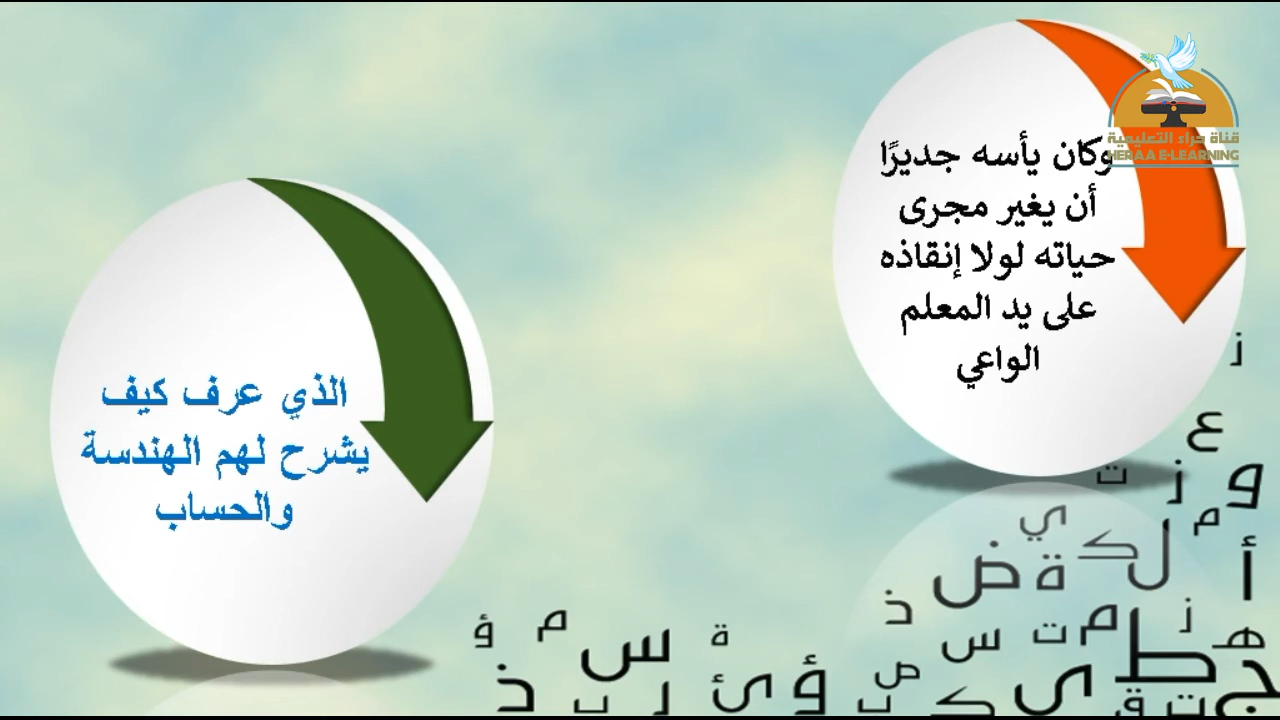 قناة حراء التعليمية
HERAA E-LEARNING
وكان يأسه جديرًا
أن يغير مجرى
حياته لولا إنقاذه
على يد المعلم
الواعي
الذي عرف كيف
يشرح لهم الهندسة
والحساب